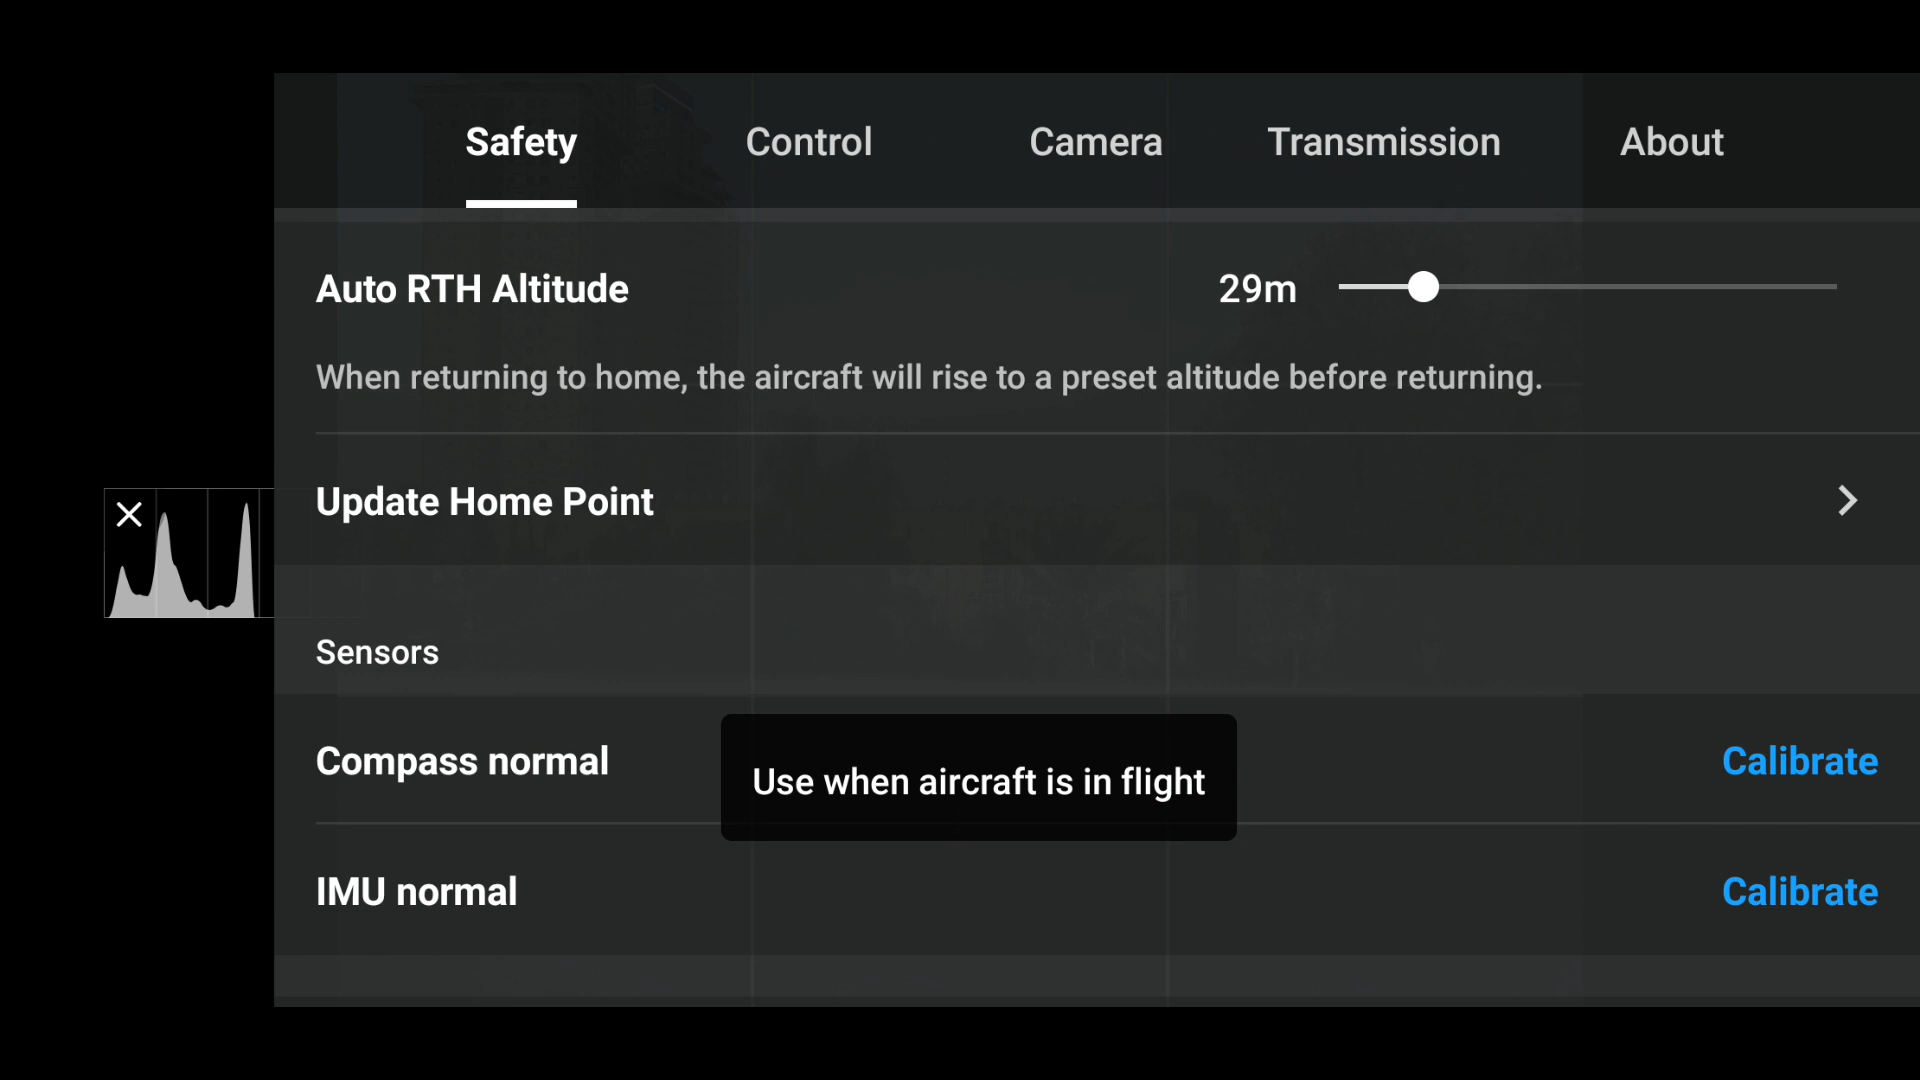 Safety Control Camera Transmission About
Auto RTH Altitude 29m
When returning to home, the aircraft will rise to a preset altitude before returning.
Update Home Point
Sensors
Compass normal Calibrate
Use when aircraft is in flight
IMU normal Calibrate